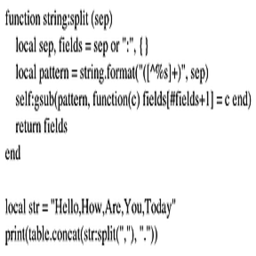 function string:split (sep)
local sep, fields = sep or ":", { }
local pattern = string.format("([^%s]+)", sep)
self:gsub(pattern, function(c) fields[#fields+1] = c end)
return fields
end
local str = "Hello,How,Are,You,Today"
print(table.concat(str:split(","), "."))